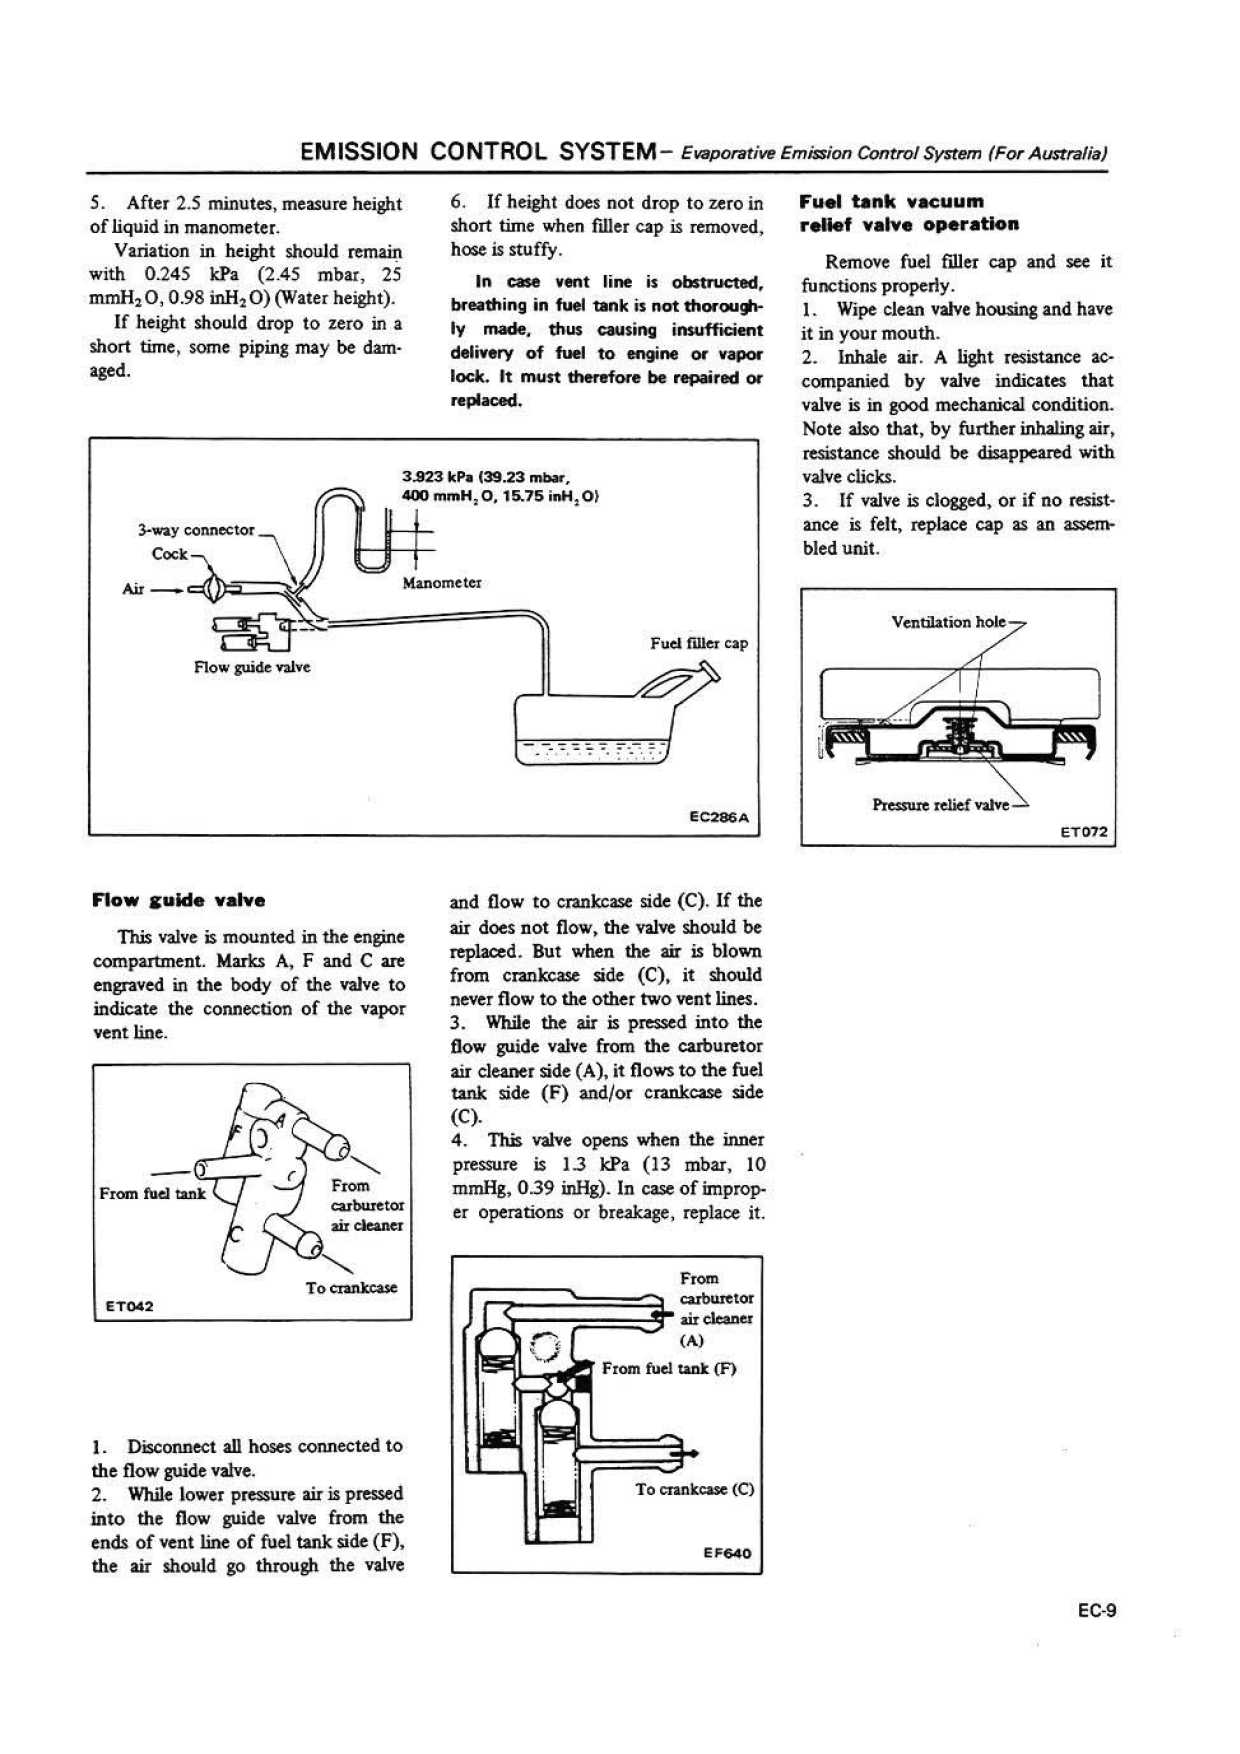 EMISSION CONTROL SYSTEM – Evaporative Emission Control System (For Australia)
5. After 2.5 minutes, measure height
of liquid in manometer.
Variation in height should remain
with 0.245 kPa (2.45 mbar, 25
mmH₂O, 0.98 inH₂O) (Water height).
If height should drop to zero in a
short time, some piping may be dam-
aged.
6. If height does not drop to zero in
short time when filler cap is removed,
hose is stuffy.
In case vent line is obstructed,
breathing in fuel tank is not thorough-
ly made, thus causing insufficient
delivery of fuel to engine or vapor
lock. It must therefore be repaired or
replaced.
Fuel tank vacuum
relief valve operation
Remove fuel filler cap and see it
functions properly.
1. Wipe clean valve housing and have
it in your mouth.
2. Inhale air. A light resistance ac-
companied by valve indicates that
valve is in good mechanical condition.
Note also that, by further inhaling air,
resistance should be disappeared with
valve clicks.
3. If valve is clogged, or if no resist-
ance is felt, replace cap as an assem-
bled unit.
3.923 kPa (39.23 mbar,
400 mmH₂O, 15.75 inH₂O)
3-way connector
Cock
Air
Manometer
Flow guide valve
Fuel filler cap
EC286A
Ventilation hole
Pressure relief valve
ET072
Flow guide valve
This valve is mounted in the engine
compartment. Marks A, F and C are
engraved in the body of the valve to
indicate the connection of the vapor
vent line.
F
A
C
From fuel tank
From
carburetor
air cleaner
To crankcase
ET042
1. Disconnect all hoses connected to
the flow guide valve.
2. While lower pressure air is pressed
into the flow guide valve from the
ends of vent line of fuel tank side (F),
the air should go through the valve
and flow to crankcase side (C). If the
air does not flow, the valve should be
replaced. But when the air is blown
from crankcase side (C), it should
never flow to the other two vent lines.
3. While the air is pressed into the
flow guide valve from the carburetor
air cleaner side (A), it flows to the fuel
tank side (F) and/or crankcase side
(C).
4. This valve opens when the inner
pressure is 1.3 kPa (13 mbar, 10
mmHg, 0.39 inHg). In case of improp-
er operations or breakage, replace it.
From
carburetor
air cleaner
(A)
From fuel tank (F)
To crankcase (C)
EF640
EC-9